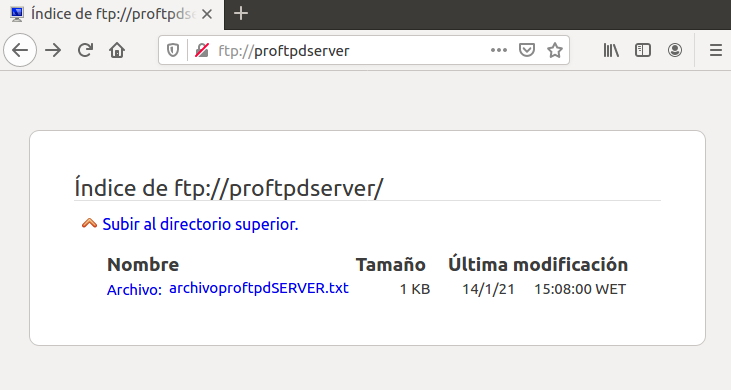 Índice de ftp://proftpdse
ftp://proftpdserver
Índice de ftp://proftpdserver/
Subir al directorio superior.
Nombre Tamaño Última modificación
Archivo: archivoproftpdSERVER.txt 1 KB 14/1/21 15:08:00 WET